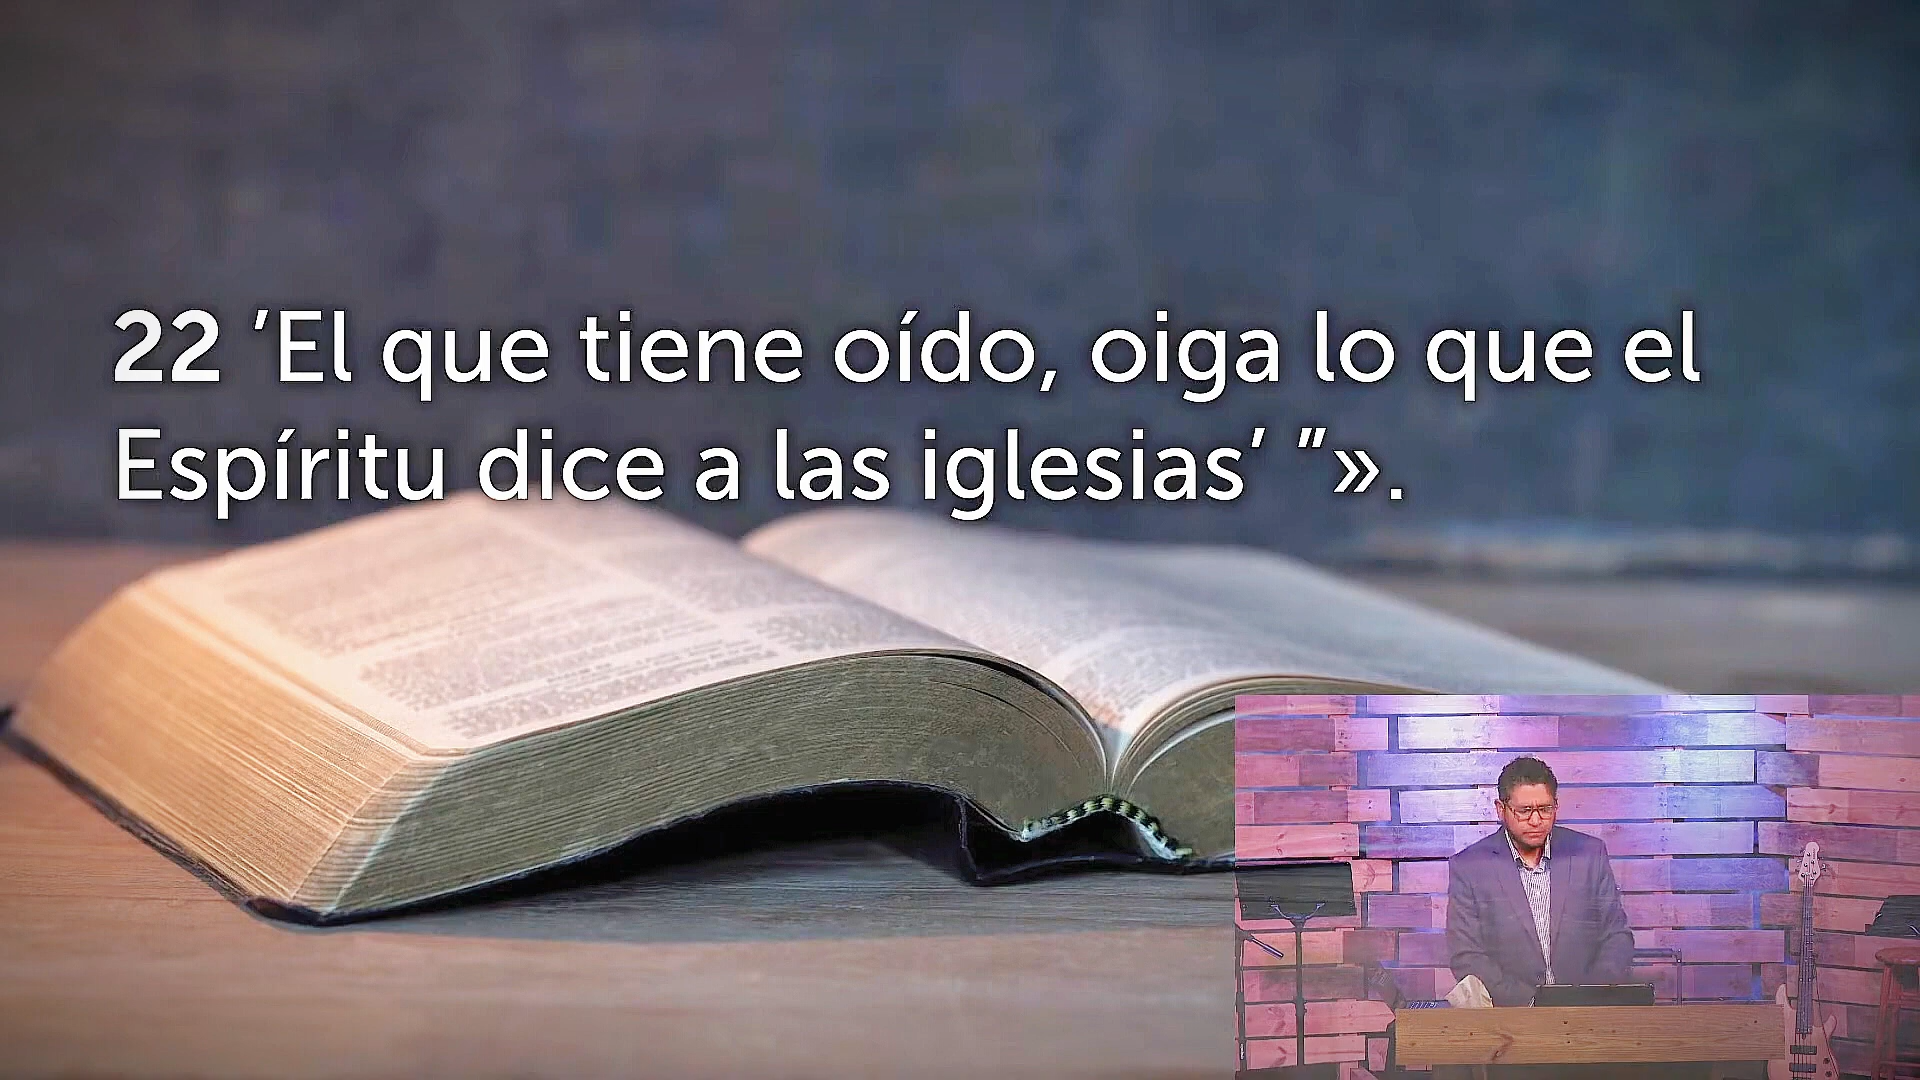 22 ’El que tiene oído, oiga lo que el
Espíritu dice a las iglesias’ ”».